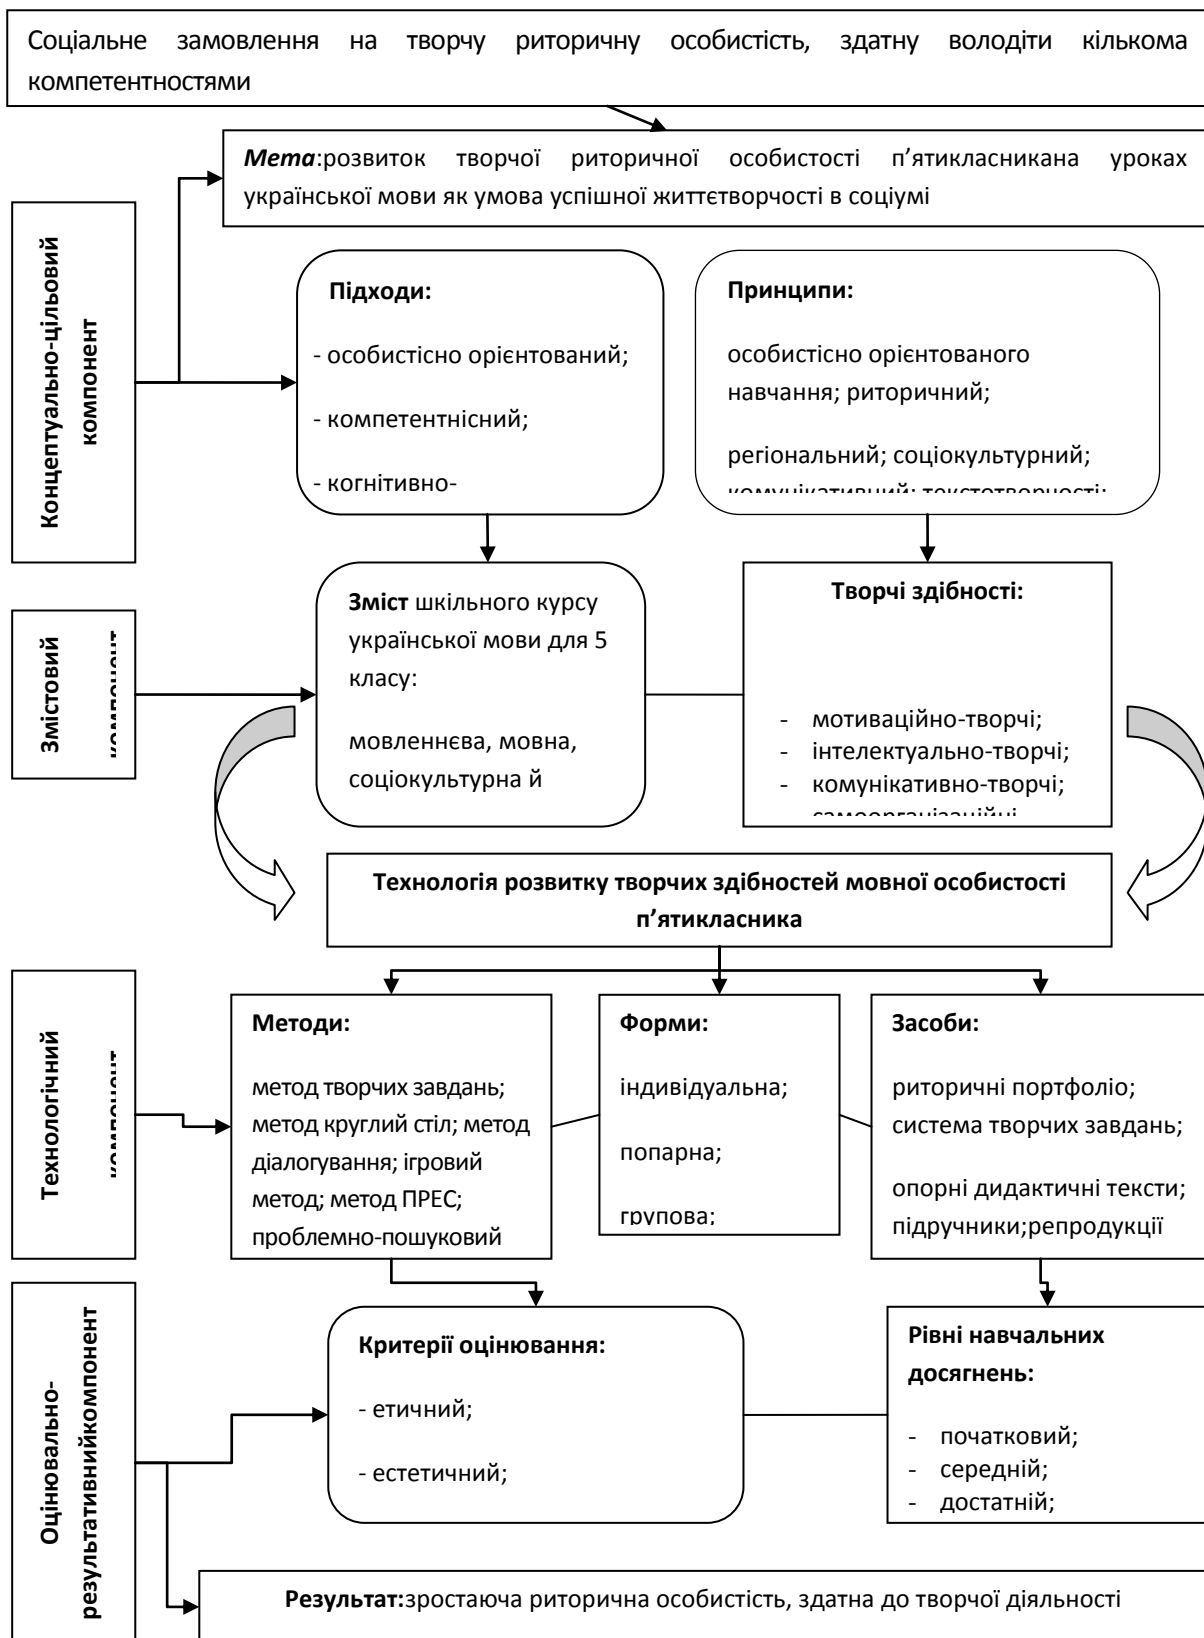 Соціальне замовлення на творчу риторичну особистість, здатну володіти кількома
компетентностями
Мета:розвиток творчої риторичної особистості п’ятикласникана уроках
української мови як умова успішної життєтворчості в соціумі
Концептуально-цільовий
компонент
Підходи:
- особистісно орієнтований;
- компетентнісний;
- когнітивно-
Принципи:
особистісно орієнтованого
навчання; риторичний;
регіональний; соціокультурний;
комунікативний; текстотворчості;
Змістовий
компонент
Зміст шкільного курсу
української мови для 5
класу:
мовленнєва, мовна,
соціокультурна й
Творчі здібності:
- мотиваційно-творчі;
- інтелектуально-творчі;
- комунікативно-творчі;
самоорганізаційні
Технологія розвитку творчих здібностей мовної особистості
п’ятикласника
Технологічний
компонент
Методи:
метод творчих завдань;
метод круглий стіл; метод
діалогування; ігровий
метод; метод ПРЕС;
проблемно-пошуковий
Форми:
індивідуальна;
попарна;
групова;
Засоби:
риторичні портфоліо;
система творчих завдань;
опорні дидактичні тексти;
підручники;репродукції
Оцінювально-
результативнийкомпонент
Критерії оцінювання:
- етичний;
- естетичний;
Рівні навчальних
досягнень:
- початковий;
- середній;
- достатній;
Результат:зростаюча риторична особистість, здатна до творчої діяльності